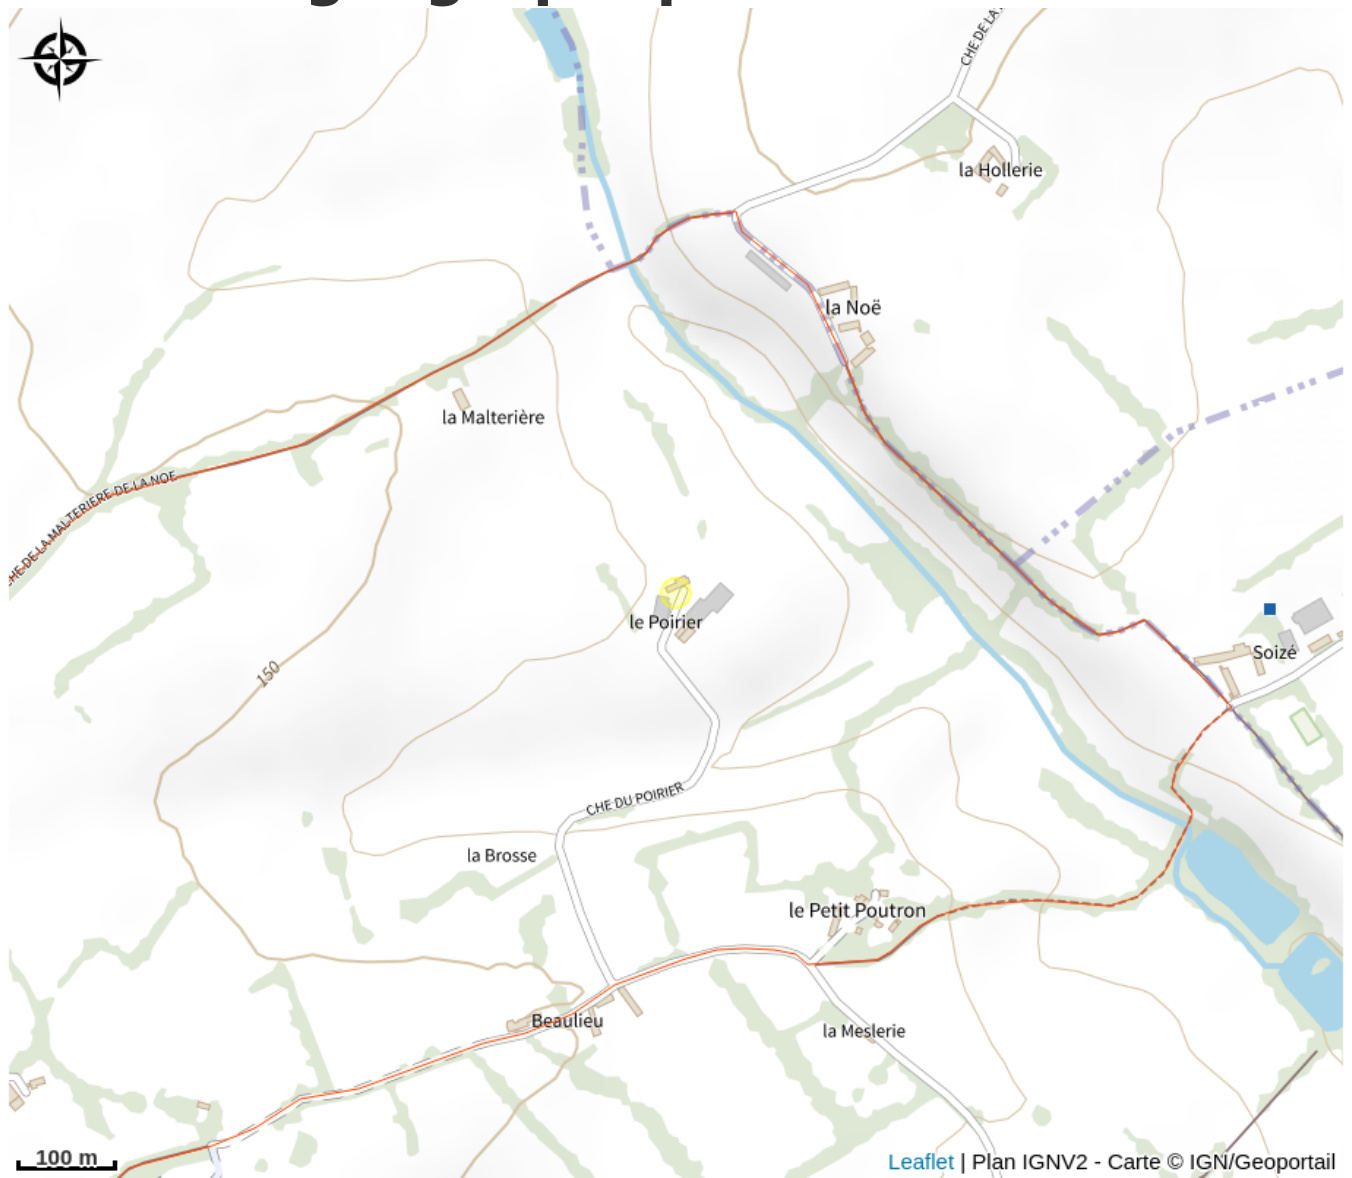 CHE DE LA
la Hollerie
la Noë
la Malterière
CHE DE LA MALTERIERE DE LA NOE
le Poirier
Soizé
150
CHE DU POIRIER
la Brosse
le Petit Poutron
Beaulieu
la Meslerie
100 m
Leaflet | Plan IGNV2 - Carte © IGN/Geoportail